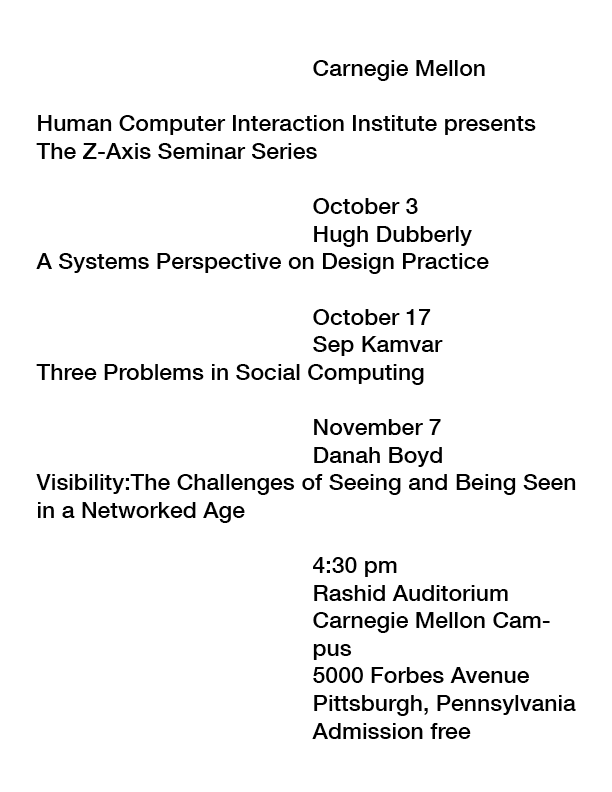 Carnegie Mellon
Human Computer Interaction Institute presents
The Z-Axis Seminar Series
October 3
Hugh Dubberly
A Systems Perspective on Design Practice
October 17
Sep Kamvar
Three Problems in Social Computing
November 7
Danah Boyd
Visibility:The Challenges of Seeing and Being Seen
in a Networked Age
4:30 pm
Rashid Auditorium
Carnegie Mellon Cam-
pus
5000 Forbes Avenue
Pittsburgh, Pennsylvania
Admission free